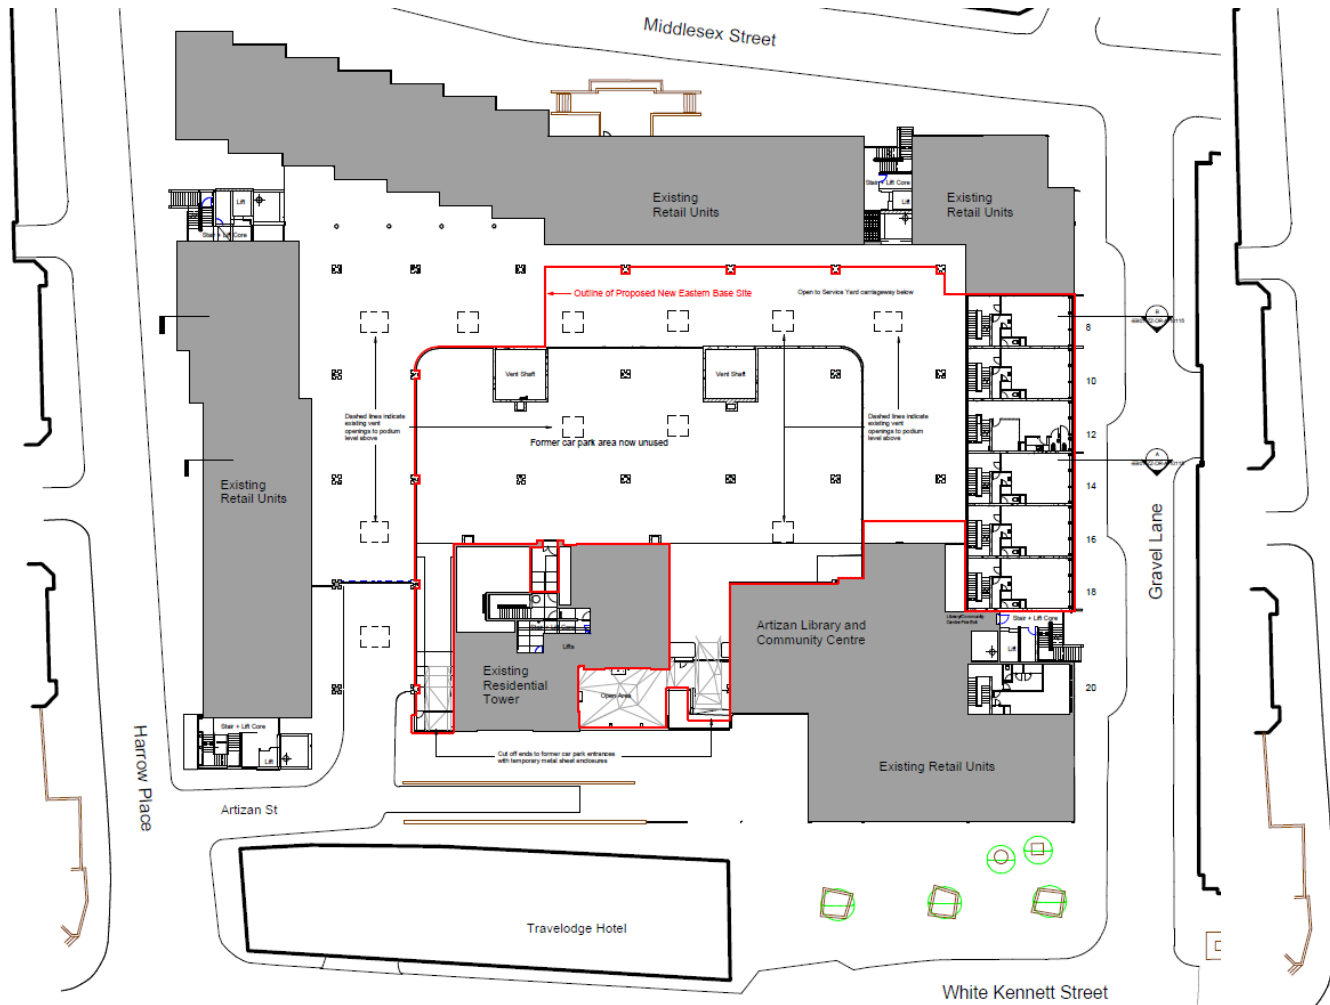 Middlesex Street
Existing
Retail Units
Existing
Retail Units
Stair + Lift Core
Lift
Lift
Stair + Lift Core
Outline of Proposed New Eastern Base Site
Open to Service Yard carriageway below
B
8
Vent Shaft
Vent Shaft
10
Dashed lines indicate
existing vent
openings to podium
level above
Dashed lines indicate
existing vent
openings to podium
level above
Former car park area now unused
12
A
Existing
Retail Units
14
16
Gravel Lane
18
Artizan Library and
Community Centre
Library/Community
Stair + Lift Core
Lift
Stair + Lift Core
Lifts
Existing
Residential
Tower
Open Area
20
Stair + Lift Core
Lift
Cut off ends to former car park entrances
with temporary metal sheet enclosures
Existing Retail Units
Harrow Place
Artizan St
Travelodge Hotel
White Kennett Street